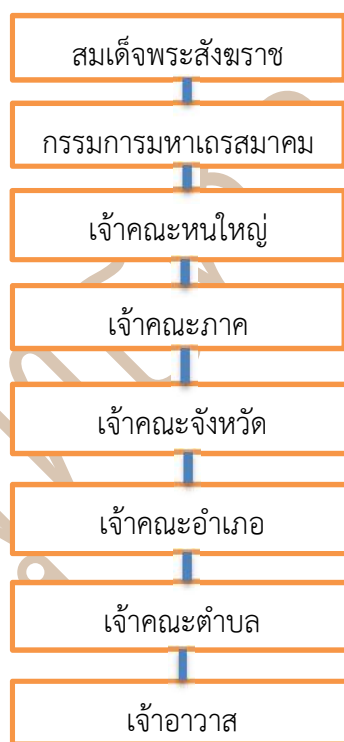 สมเด็จพระสังฆราช
กรรมการมหาเถรสมาคม
เจ้าคณะหนใหญ่
เจ้าคณะภาค
เจ้าคณะจังหวัด
เจ้าคณะอำเภอ
เจ้าคณะตำบล
เจ้าอาวาส